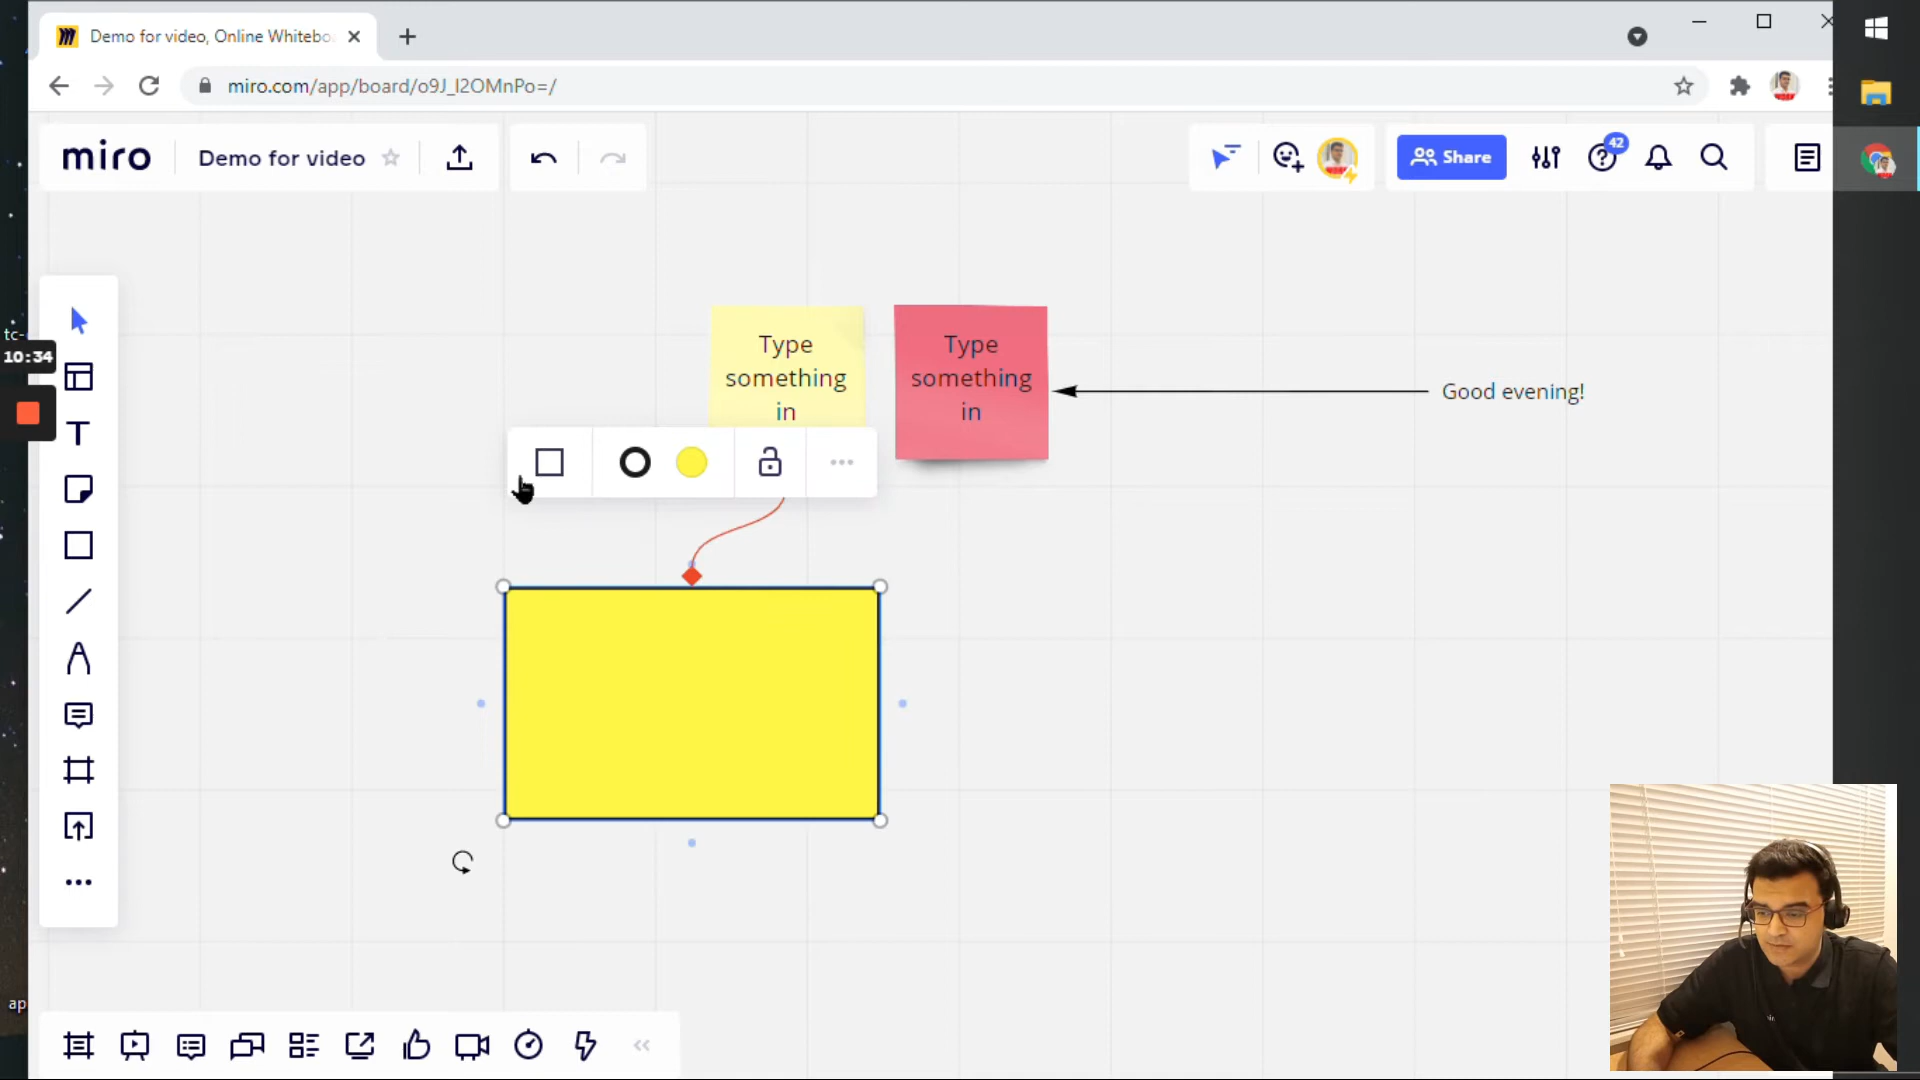 Demo for video, Online Whitebo
miro.com/app/board/o9J_l2OMnPo=/
miro
Demo for video
Share
42
tc-
10:34
Type
something
in
Type
something
in
Good evening!
ap